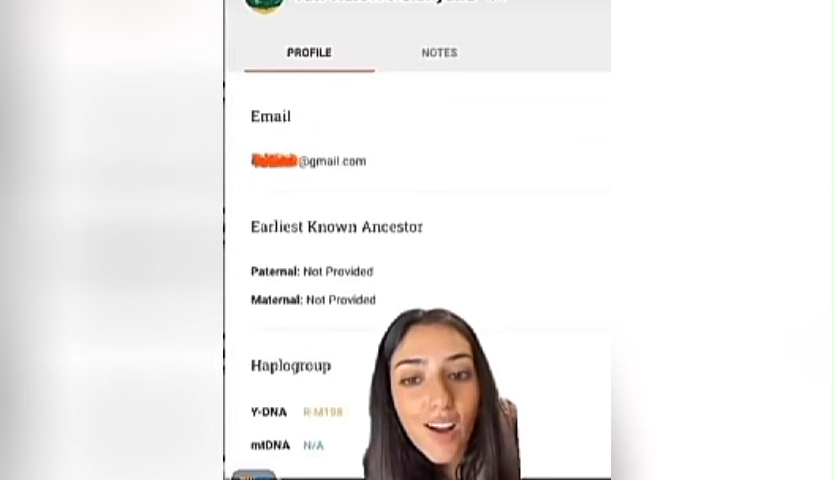 PROFILE NOTES
Email
@gmail.com
Earliest Known Ancestor
Paternal: Not Provided
Maternal: Not Provided
Haplogroup
Y-DNA R-M198
mtDNA N/A